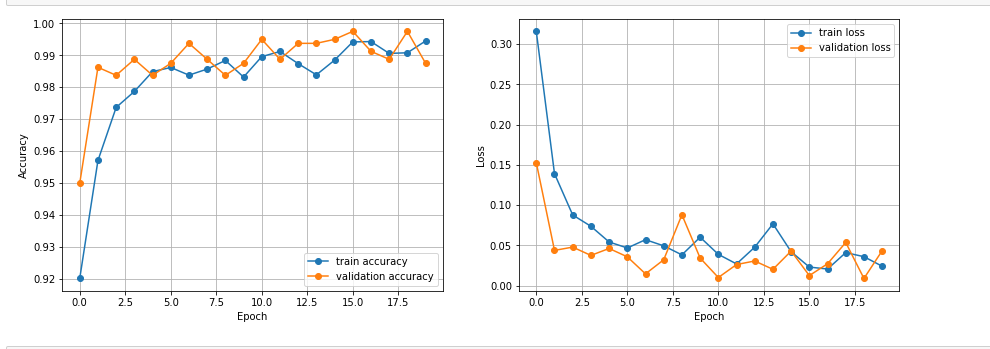 1.00
0.99
0.98
0.97
0.96
0.95
0.94
0.93
0.92
Accuracy
train accuracy
validation accuracy
0.0 2.5 5.0 7.5 10.0 12.5 15.0 17.5
Epoch
0.30
0.25
0.20
0.15
0.10
0.05
0.00
Loss
train loss
validation loss
0.0 2.5 5.0 7.5 10.0 12.5 15.0 17.5
Epoch